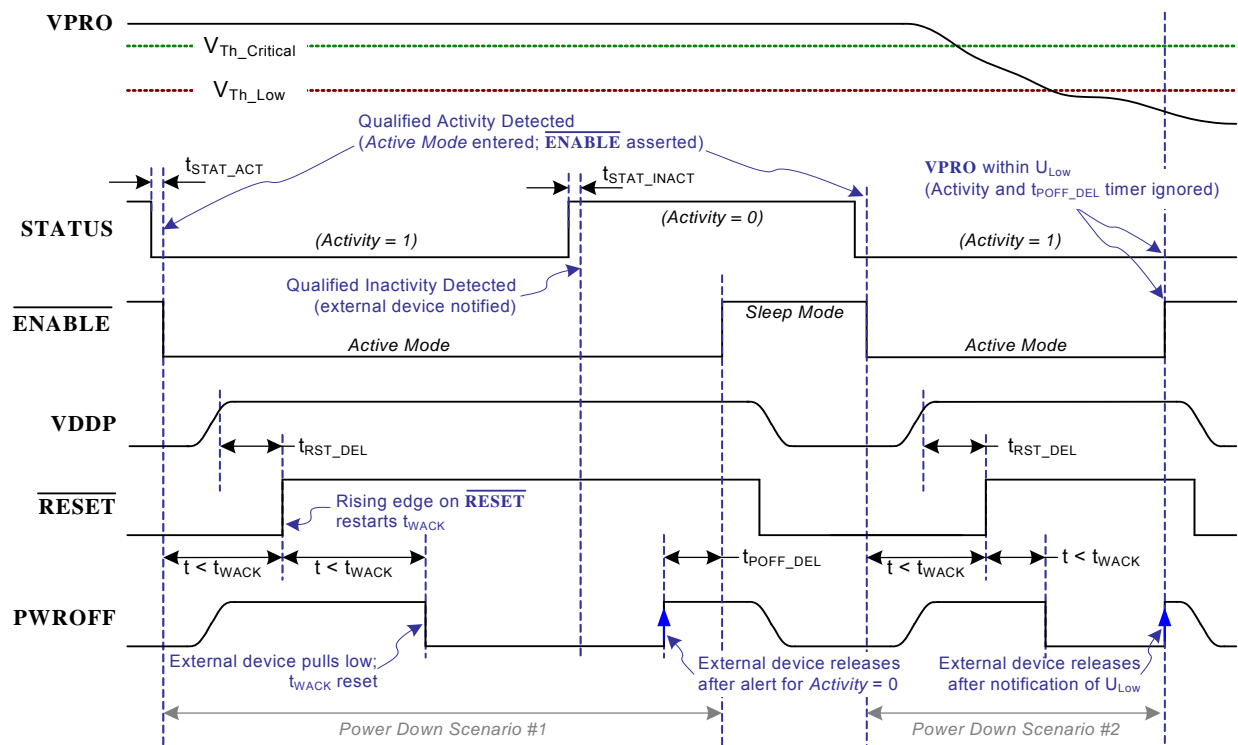 VPRO
VTh_Critical
VTh_Low
Qualified Activity Detected
(Active Mode entered; ENABLE asserted)
tSTAT_ACT
tSTAT_INACT
VPRO within ULow
(Activity and tPOFF_DEL timer ignored)
STATUS
(Activity = 1)
(Activity = 0)
(Activity = 1)
Qualified Inactivity Detected
(external device notified)
ENABLE
Active Mode
Sleep Mode
Active Mode
VDDP
tRST_DEL
tRST_DEL
RESET
Rising edge on RESET
restarts tWACK
t < tWACK
t < tWACK
tPOFF_DEL
t < tWACK
t < tWACK
PWROFF
External device pulls low;
tWACK reset
External device releases
after alert for Activity = 0
External device releases
after notification of ULow
Power Down Scenario #1
Power Down Scenario #2